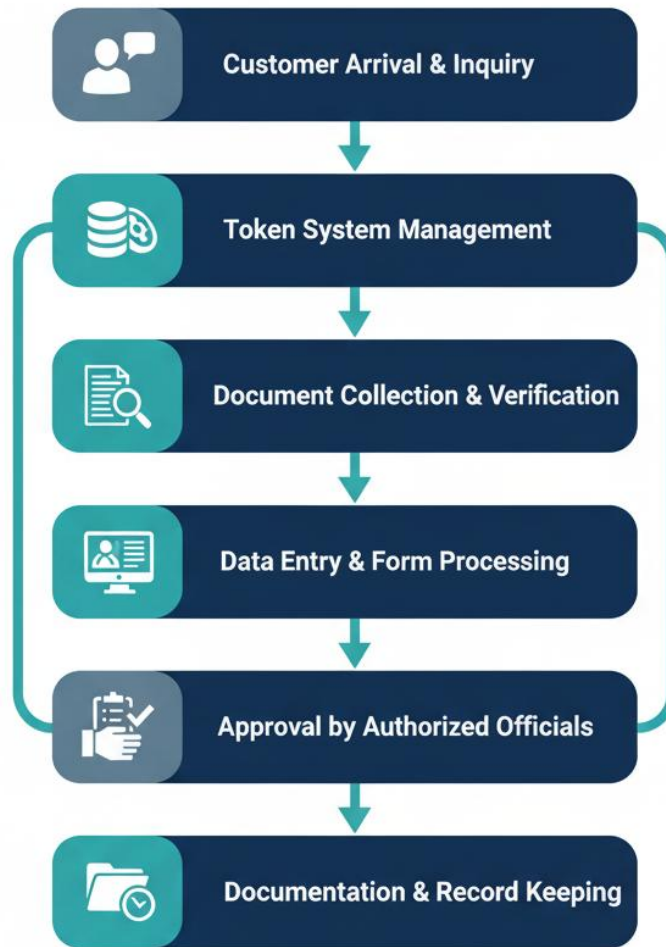 Customer Arrival & Inquiry
Token System Management
Document Collection & Verification
Data Entry & Form Processing
Approval by Authorized Officials
Documentation & Record Keeping